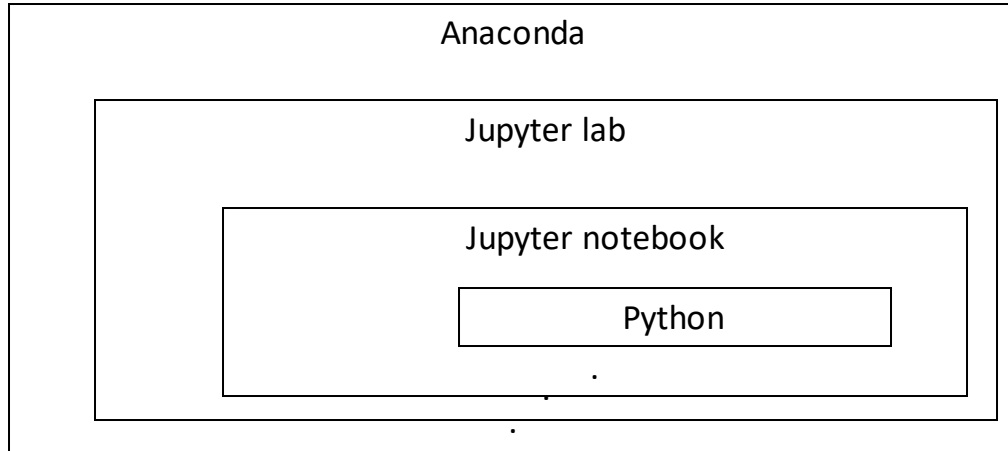 Anaconda
Jupyter lab
Jupyter notebook
Python
.
.
.